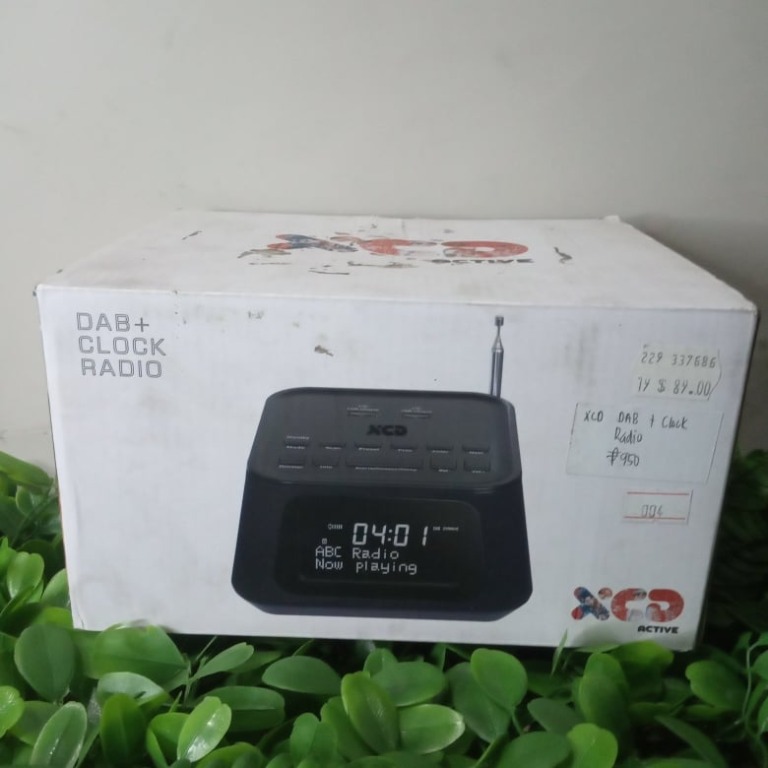 XCD
ACTIVE
DAB+
CLOCK
RADIO
229 337686
19 $ 89.00
XCD DAB + Clock
Radio
₱950
004
XCD
04:01
ABC Radio
Now playing
XCD
ACTIVE